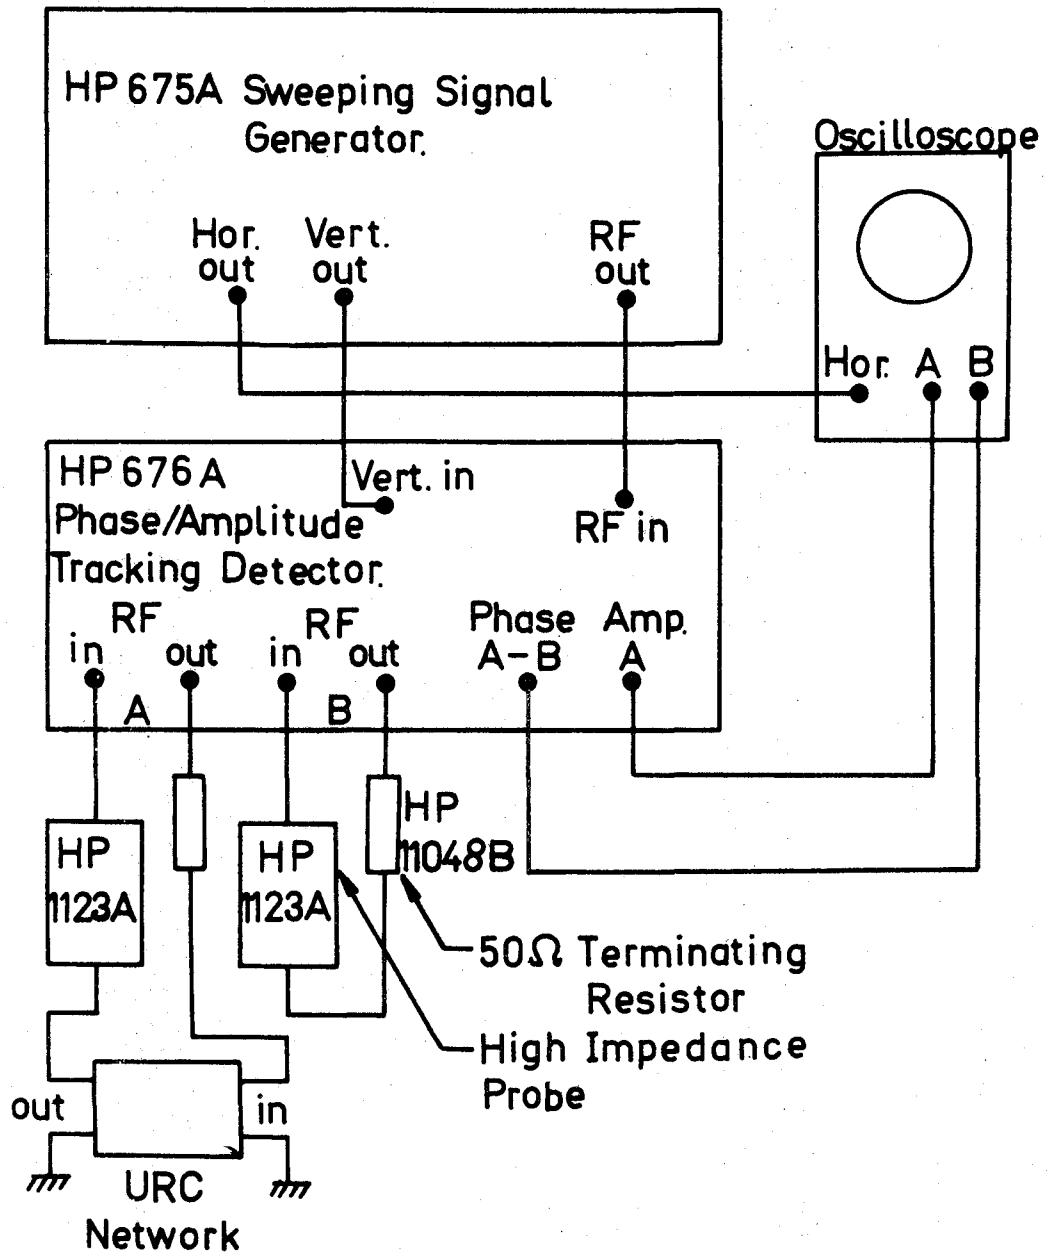 HP 675A Sweeping Signal
Generator.
Hor.
out
Vert.
out
RF
out
Oscilloscope
Hor.
A
B
HP 676A
Phase/Amplitude
Tracking Detector.
Vert. in
RF in
RF
in
out
A
RF
in
out
B
Phase
A-B
Amp.
A
HP
1123A
HP
1123A
HP
11048B
50Ω Terminating
Resistor
High Impedance
Probe
out
in
URC
Network